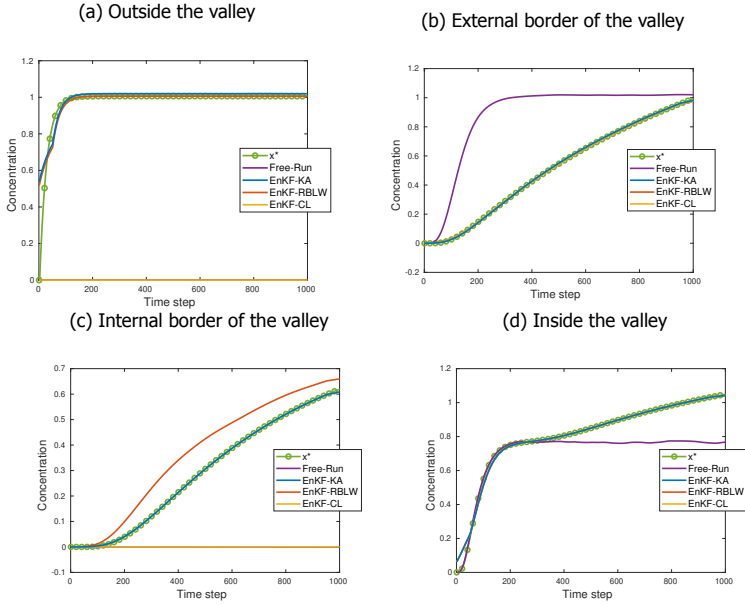 (a) Outside the valley
1.2
1
0.8
0.6
0.4
0.2
0
Concentration
x*
Free-Run
EnKF-KA
EnKF-RBLW
EnKF-CL
0 200 400 600 800 1000
Time step
(b) External border of the valley
1.2
1
0.8
0.6
0.4
0.2
0
-0.2
Concentration
x*
Free-Run
EnKF-KA
EnKF-RBLW
EnKF-CL
0 200 400 600 800 1000
Time step
(c) Internal border of the valley
0.7
0.6
0.5
0.4
0.3
0.2
0.1
0
-0.1
Concentration
x*
Free-Run
EnKF-KA
EnKF-RBLW
EnKF-CL
0 200 400 600 800 1000
Time step
(d) Inside the valley
1.2
1
0.8
0.6
0.4
0.2
0
Concentration
x*
Free-Run
EnKF-KA
EnKF-RBLW
EnKF-CL
0 200 400 600 800 1000
Time step